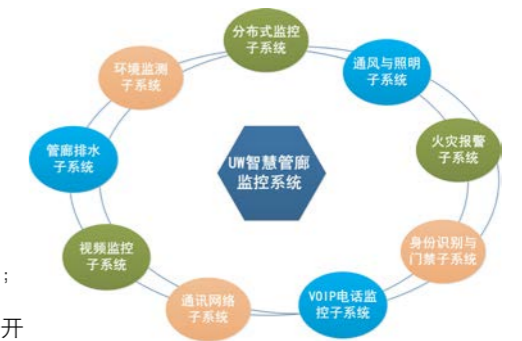 分布式监控
子系统
通风与照明
子系统
火灾报警
子系统
身份识别与
门禁子系统
VOIP电话监
控子系统
通讯网络
子系统
视频监控
子系统
管廊排水
子系统
环境监测
子系统
UW智慧管廊
监控系统
;
开